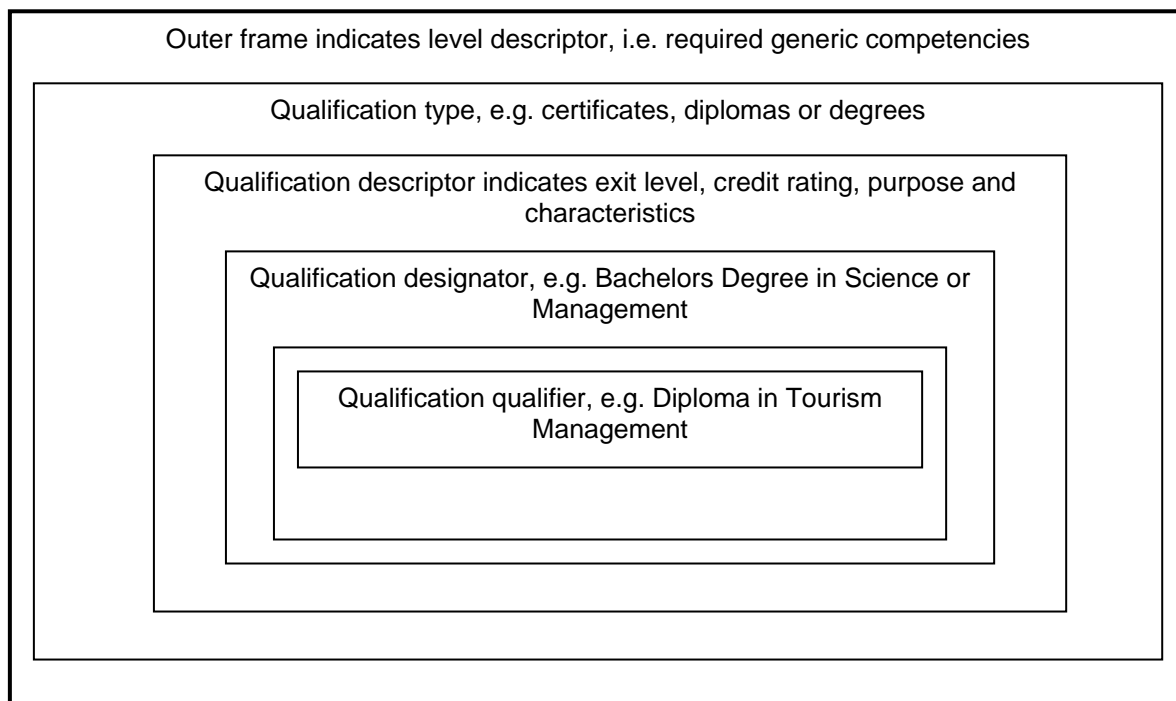 Outer frame indicates level descriptor, i.e. required generic competencies
Qualification type, e.g. certificates, diplomas or degrees
Qualification descriptor indicates exit level, credit rating, purpose and
characteristics
Qualification designator, e.g. Bachelors Degree in Science or
Management
Qualification qualifier, e.g. Diploma in Tourism
Management